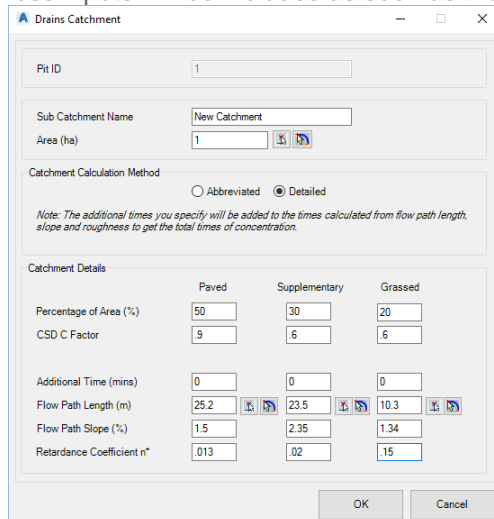 Drains Catchment
Pit ID 1
Sub Catchment Name New Catchment
Area (ha) 1
Catchment Calculation Method
Abbreviated Detailed
Note: The additional times you specify will be added to the times calculated from flow path length,
slope and roughness to get the total times of concentration.
Catchment Details
Paved Supplementary Grassed
Percentage of Area (%) 50 30 20
CSD C Factor .9 .6 .6
Additional Time (mins) 0 0 0
Flow Path Length (m) 25.2 23.5 10.3
Flow Path Slope (%) 1.5 2.35 1.34
Retardance Coefficient n* .013 .02 .15
OK Cancel